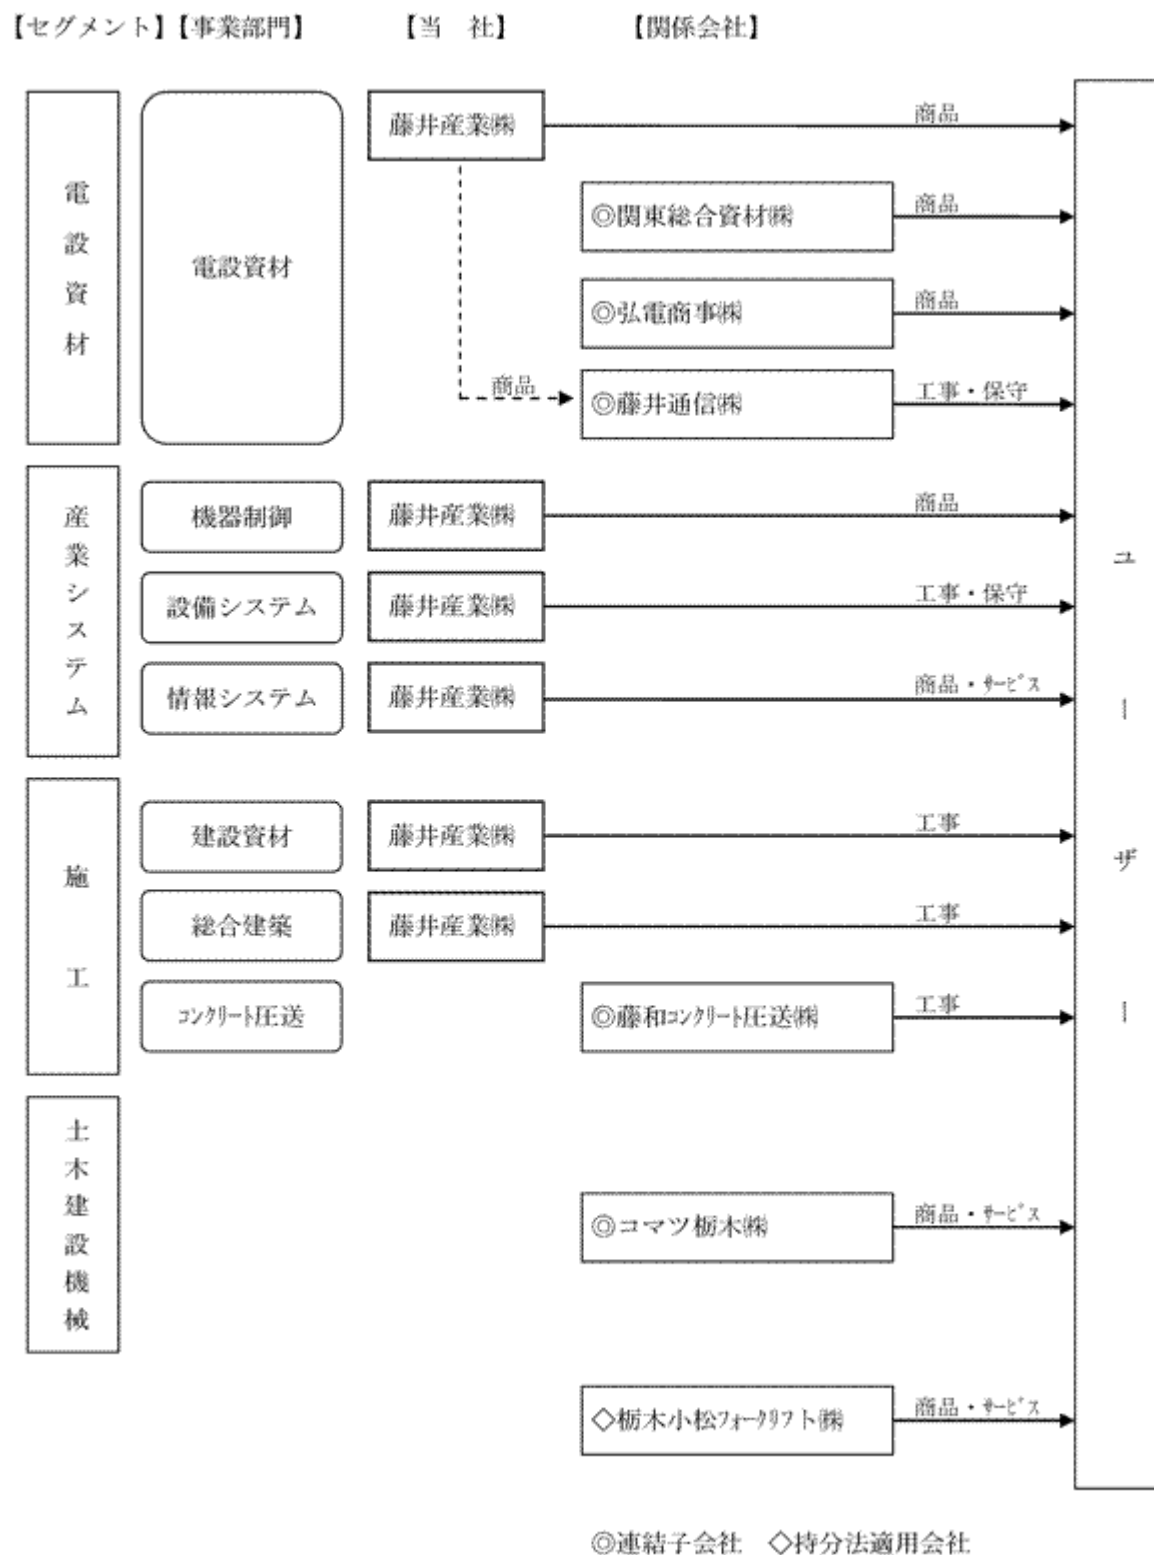 【セグメント】【事業部門】 【当 社】 【関係会社】
電設資材
電設資材
藤井産業㈱
商品
◎関東総合資材㈱
商品
◎弘電商事㈱
商品
商品
◎藤井通信㈱
工事・保守
産業システム
機器制御
藤井産業㈱
商品
設備システム
藤井産業㈱
工事・保守
情報システム
藤井産業㈱
商品・ｻｰﾋﾞｽ
施工
建設資材
藤井産業㈱
工事
総合建築
藤井産業㈱
工事
ｺﾝｸﾘｰﾄ圧送
◎藤和ｺﾝｸﾘｰﾄ圧送㈱
工事
土木建設機械
◎コマツ栃木㈱
商品・ｻｰﾋﾞｽ
◇栃木小松ﾌｫｰｸﾘﾌﾄ㈱
商品・ｻｰﾋﾞｽ
ユーザー
◎連結子会社 ◇持分法適用会社